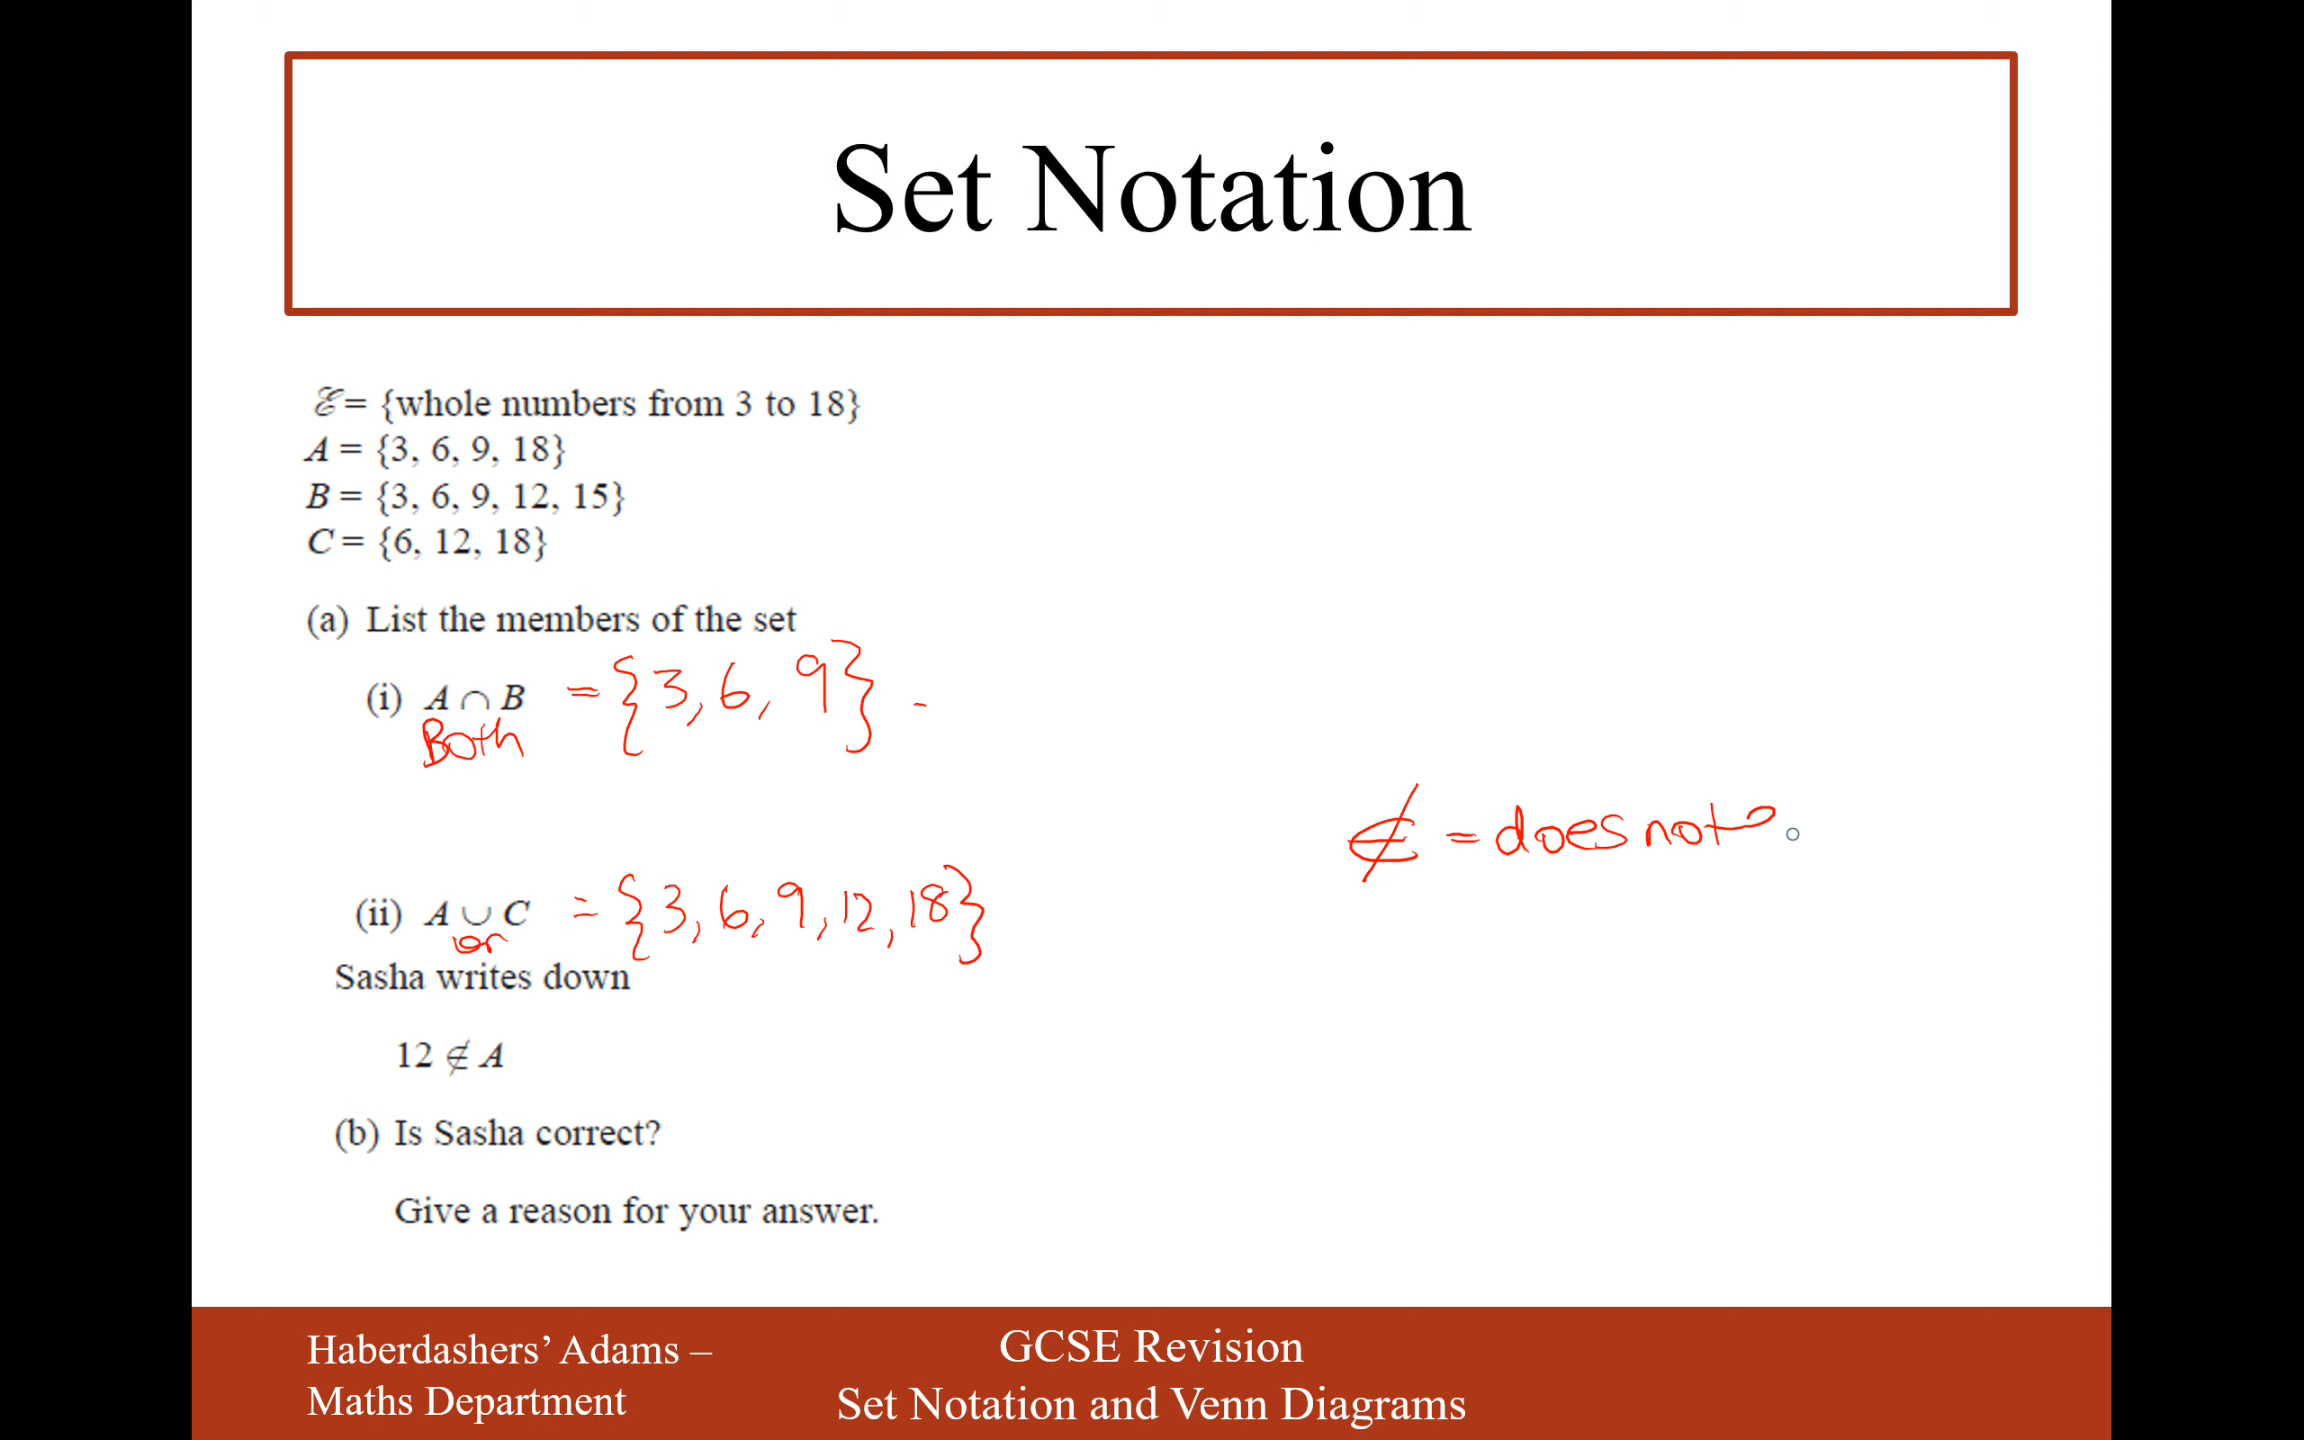 Set Notation
ℰ = {whole numbers from 3 to 18}
A = {3, 6, 9, 18}
B = {3, 6, 9, 12, 15}
C = {6, 12, 18}
(a) List the members of the set
(i) A ∩ B = {3, 6, 9}
Both
∉ = does not
(ii) A ∪ C = {3, 6, 9, 12, 18}
or
Sasha writes down
12 ∉ A
(b) Is Sasha correct?
Give a reason for your answer.
Haberdashers’ Adams –
Maths Department
GCSE Revision
Set Notation and Venn Diagrams